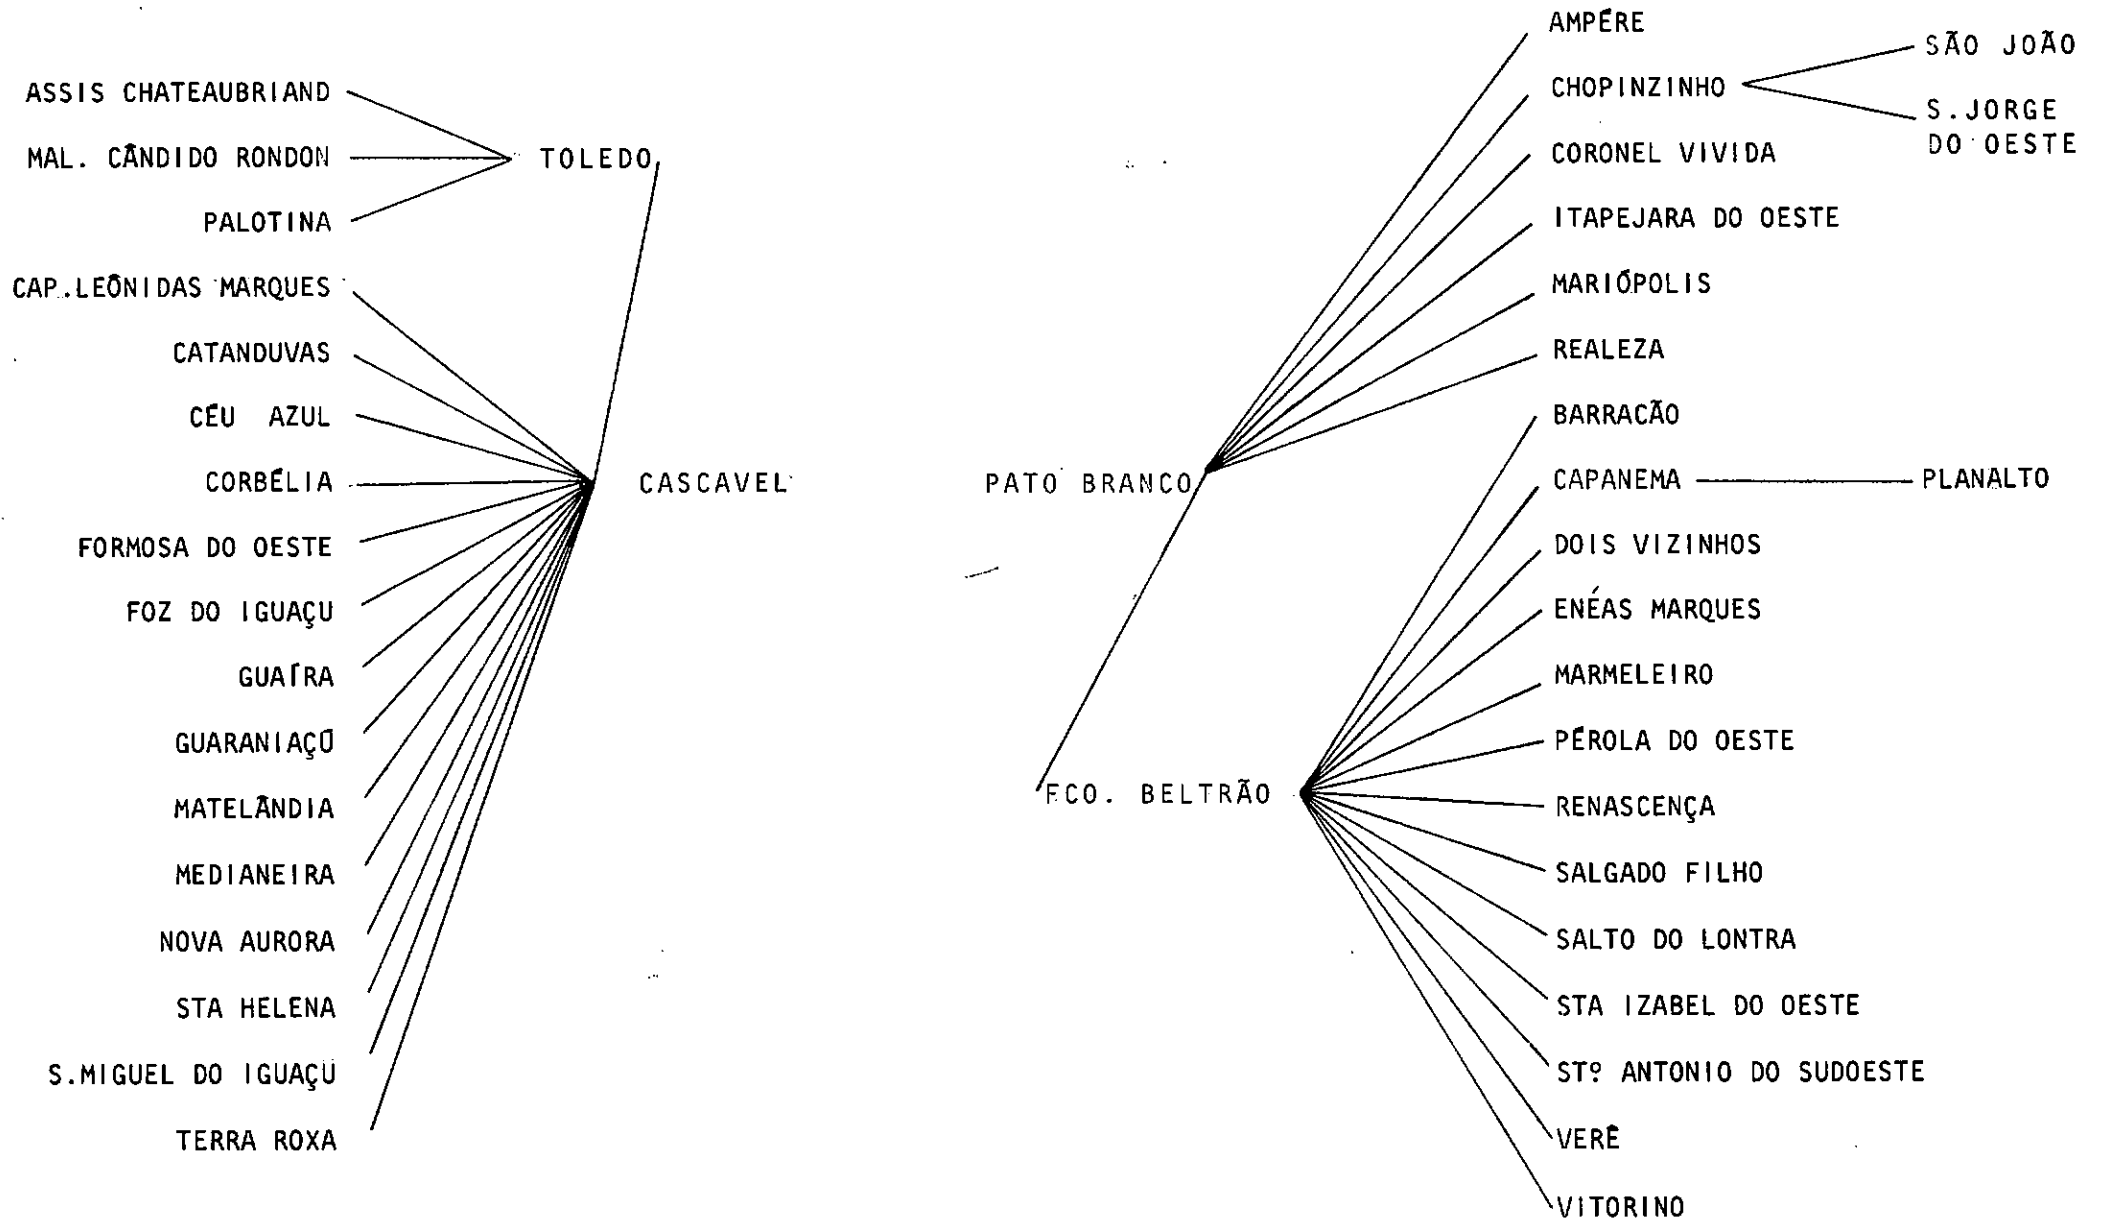 ASSIS CHATEAUBRIAND
MAL. CÂNDIDO RONDON
PALOTINA
TOLEDO
CAP.LEÔNIDAS MARQUES
CATANDUVAS
CÉU AZUL
CORBÉLIA
FORMOSA DO OESTE
FOZ DO IGUAÇU
GUAÍRA
GUARANIAÇÚ
MATELÂNDIA
MEDIANEIRA
NOVA AURORA
STA HELENA
S.MIGUEL DO IGUAÇÚ
TERRA ROXA
CASCAVEL
PATO BRANCO
AMPÉRE
CHOPINZINHO
SÃO JOÃO
S.JORGE
DO OESTE
CORONEL VIVIDA
ITAPEJARA DO OESTE
MARIÓPOLIS
REALEZA
FCO. BELTRÃO
BARRACÃO
CAPANEMA
PLANALTO
DOIS VIZINHOS
ENÉAS MARQUES
MARMELEIRO
PÉROLA DO OESTE
RENASCENÇA
SALGADO FILHO
SALTO DO LONTRA
STA IZABEL DO OESTE
STº ANTONIO DO SUDOESTE
VERÊ
VITORINO